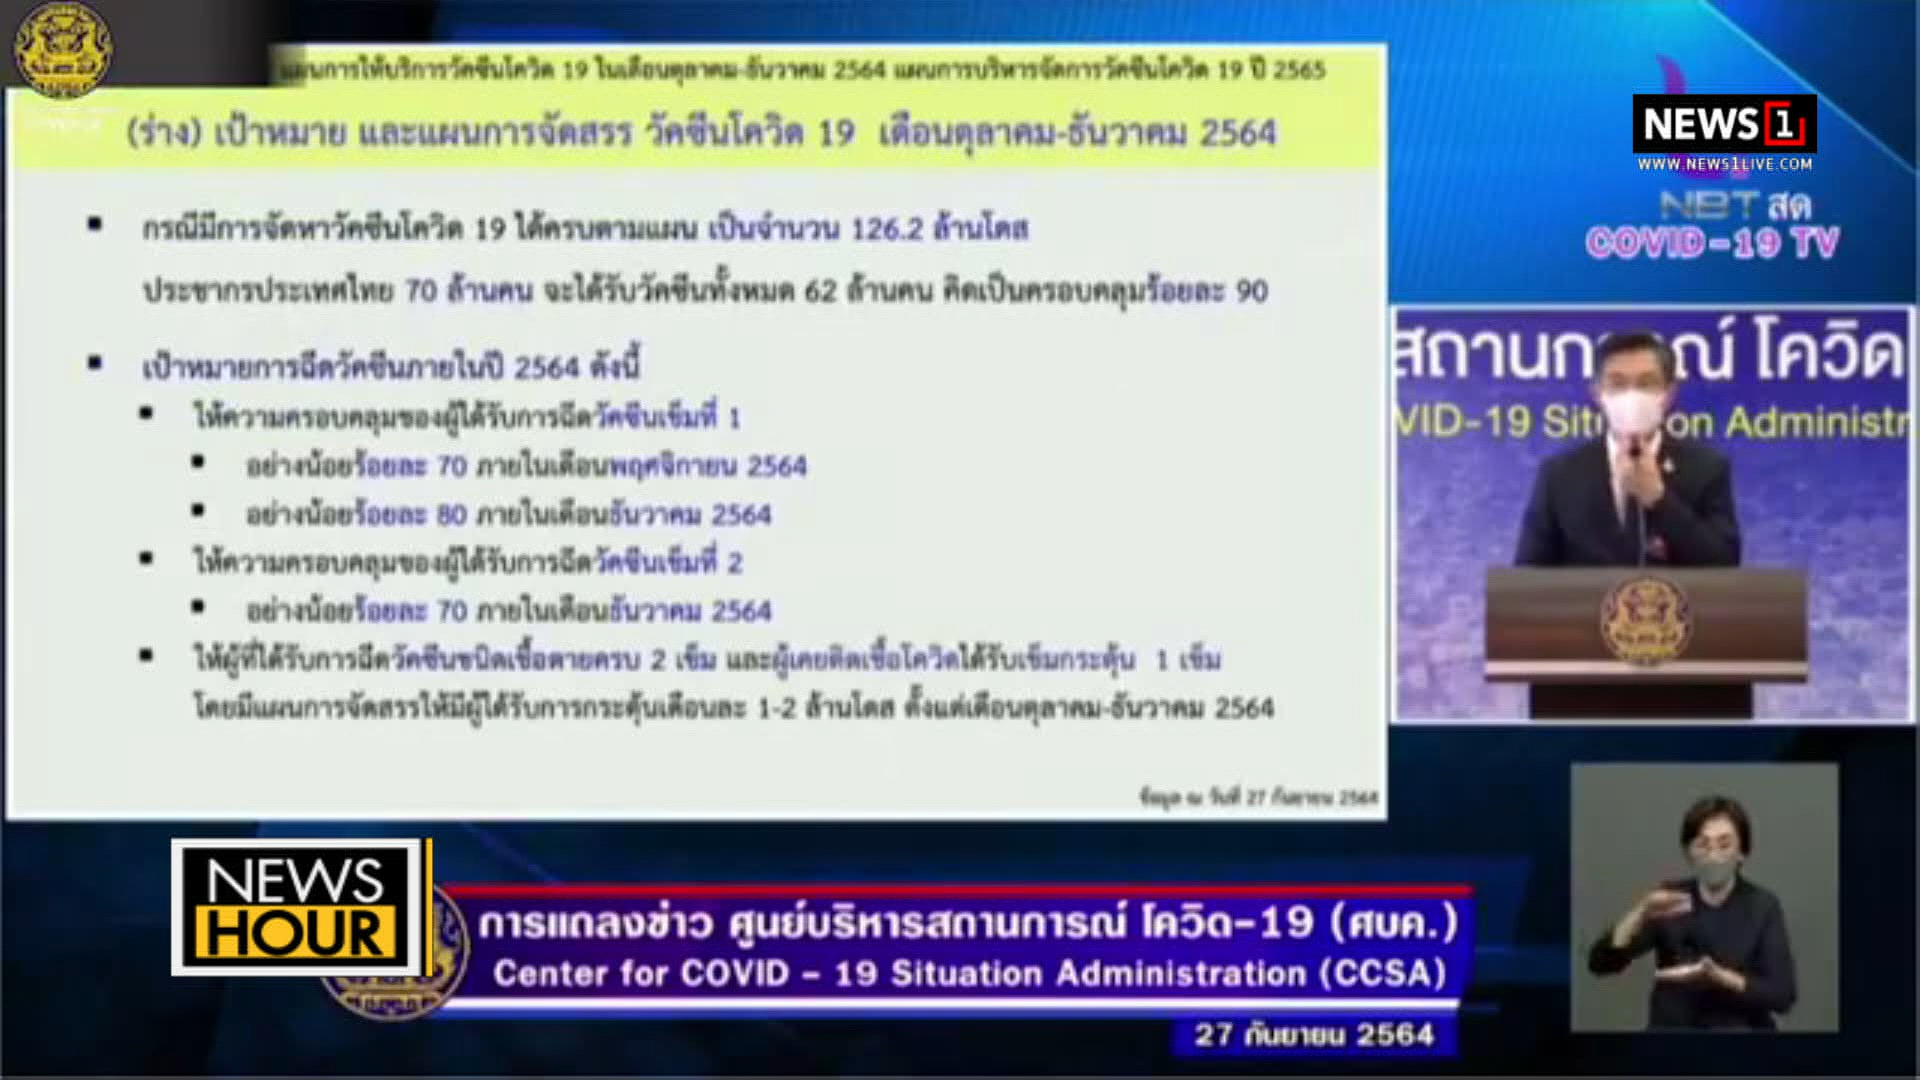 แผนการให้บริการวัคซีนโควิด 19 ในเดือนตุลาคม-ธันวาคม 2564 แผนการบริหารจัดการวัคซีนโควิด 19 ปี 2565
(ร่าง) เป้าหมาย และแผนการจัดสรร วัคซีนโควิด 19 เดือนตุลาคม-ธันวาคม 2564
NEWS 1
WWW.NEWS1LIVE.COM
NBT สด
COVID-19 TV
▪ กรณีมีการจัดหาวัคซีนโควิด 19 ได้ครบตามแผน เป็นจำนวน 126.2 ล้านโดส
ประชากรประเทศไทย 70 ล้านคน จะได้รับวัคซีนทั้งหมด 62 ล้านคน คิดเป็นครอบคลุมร้อยละ 90
▪ เป้าหมายการฉีดวัคซีนภายในปี 2564 ดังนี้
▪ ให้ความครอบคลุมของผู้ได้รับการฉีดวัคซีนเข็มที่ 1
▪ อย่างน้อยร้อยละ 70 ภายในเดือนพฤศจิกายน 2564
▪ อย่างน้อยร้อยละ 80 ภายในเดือนธันวาคม 2564
▪ ให้ความครอบคลุมของผู้ได้รับการฉีดวัคซีนเข็มที่ 2
▪ อย่างน้อยร้อยละ 70 ภายในเดือนธันวาคม 2564
▪ ให้ผู้ที่ได้รับการฉีดวัคซีนชนิดเชื้อตายครบ 2 เข็ม และผู้เคยติดเชื้อโควิดได้รับเข็มกระตุ้น 1 เข็ม
โดยมีแผนการจัดสรรให้มีผู้ได้รับการกระตุ้นเดือนละ 1-2 ล้านโดส ตั้งแต่เดือนตุลาคม-ธันวาคม 2564
ข้อมูล ณ วันที่ 27 กันยายน 2564
สถานการณ์ โควิด
VID-19 Situation Administr
NEWS
HOUR
การแถลงข่าว ศูนย์บริหารสถานการณ์ โควิด-19 (ศบค.)
Center for COVID – 19 Situation Administration (CCSA)
27 กันยายน 2564